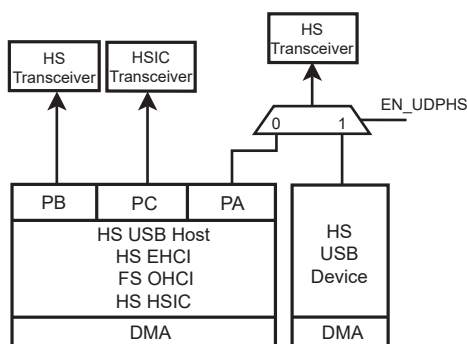 HS
Transceiver
HSIC
Transceiver
HS
Transceiver
EN_UDPHS
0
1
PB
PC
PA
HS USB Host
HS EHCI
FS OHCI
HS HSIC
DMA
HS
USB
Device
DMA